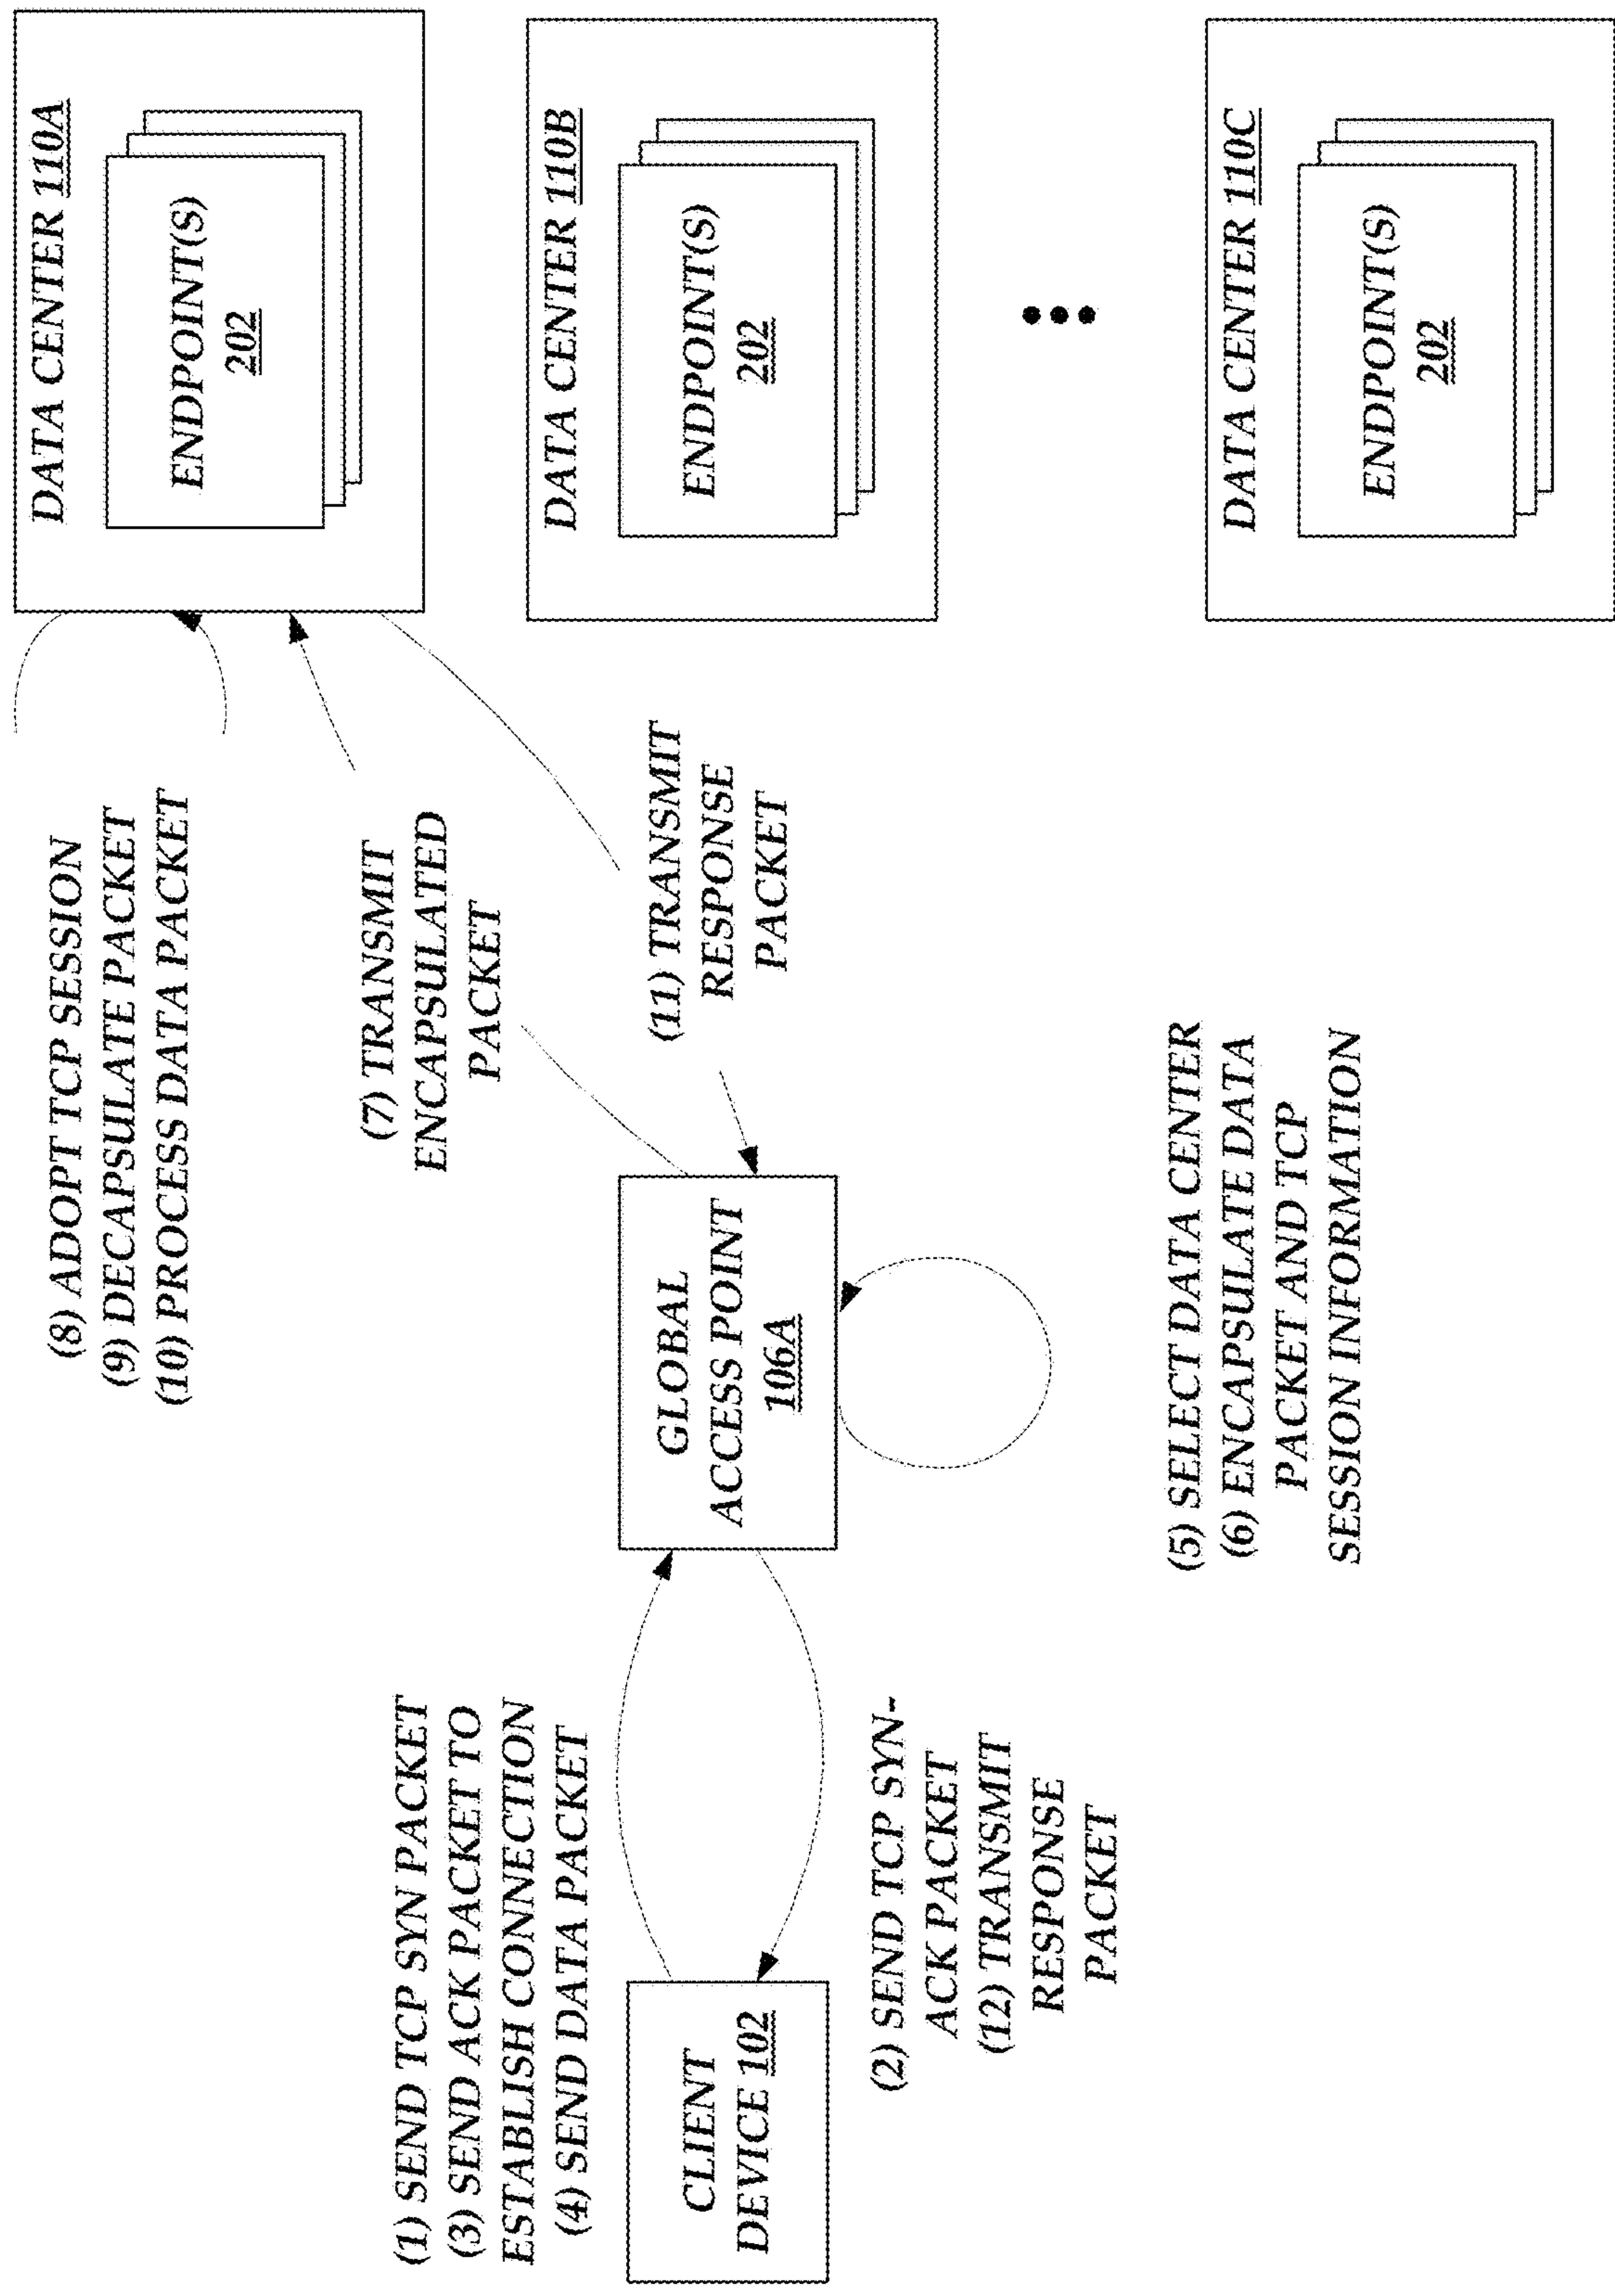 (1) SEND TCP SYN PACKET
(3) SEND ACK PACKET TO
ESTABLISH CONNECTION
(4) SEND DATA PACKET
CLIENT
DEVICE 102
(2) SEND TCP SYN-
ACK PACKET
(12) TRANSMIT
RESPONSE
PACKET
GLOBAL
ACCESS POINT
106A
(5) SELECT DATA CENTER
(6) ENCAPSULATE DATA
PACKET AND TCP
SESSION INFORMATION
(8) ADOPT TCP SESSION
(9) DECAPSULATE PACKET
(10) PROCESS DATA PACKET
(7) TRANSMIT
ENCAPSULATED
PACKET
(11) TRANSMIT
RESPONSE
PACKET
DATA CENTER 110A
ENDPOINT(S)
202
DATA CENTER 110B
ENDPOINT(S)
202
DATA CENTER 110C
ENDPOINT(S)
202